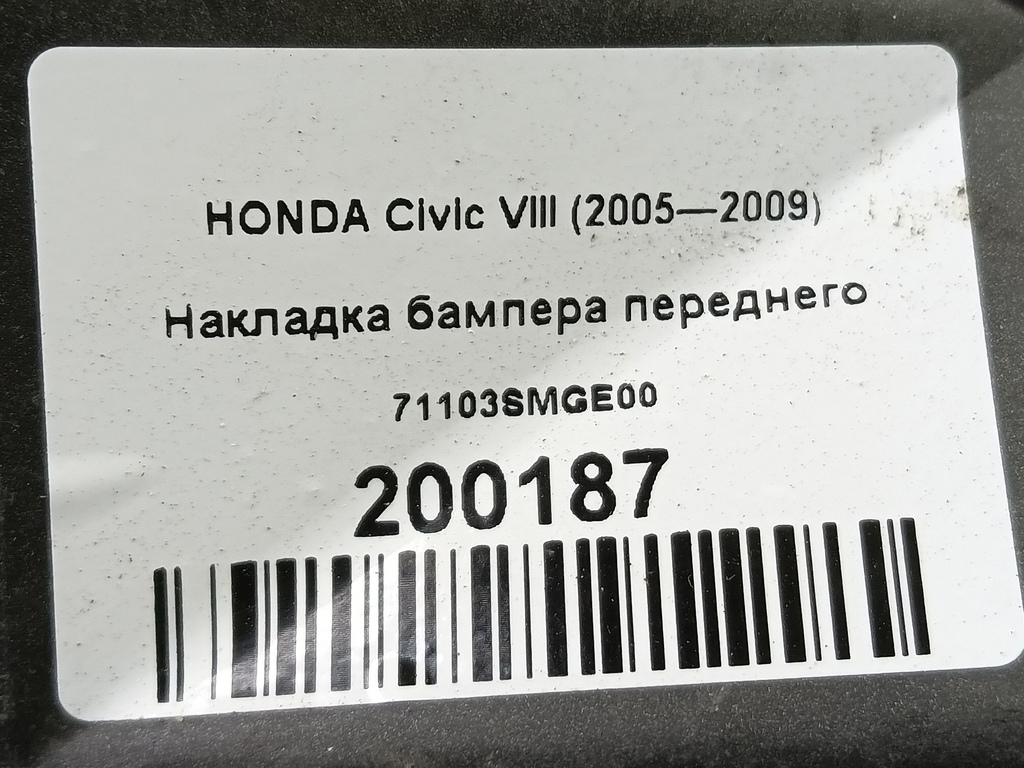 HONDA Civic VIII (2005—2009)
Накладка бампера переднего
71103SMGE00
200187